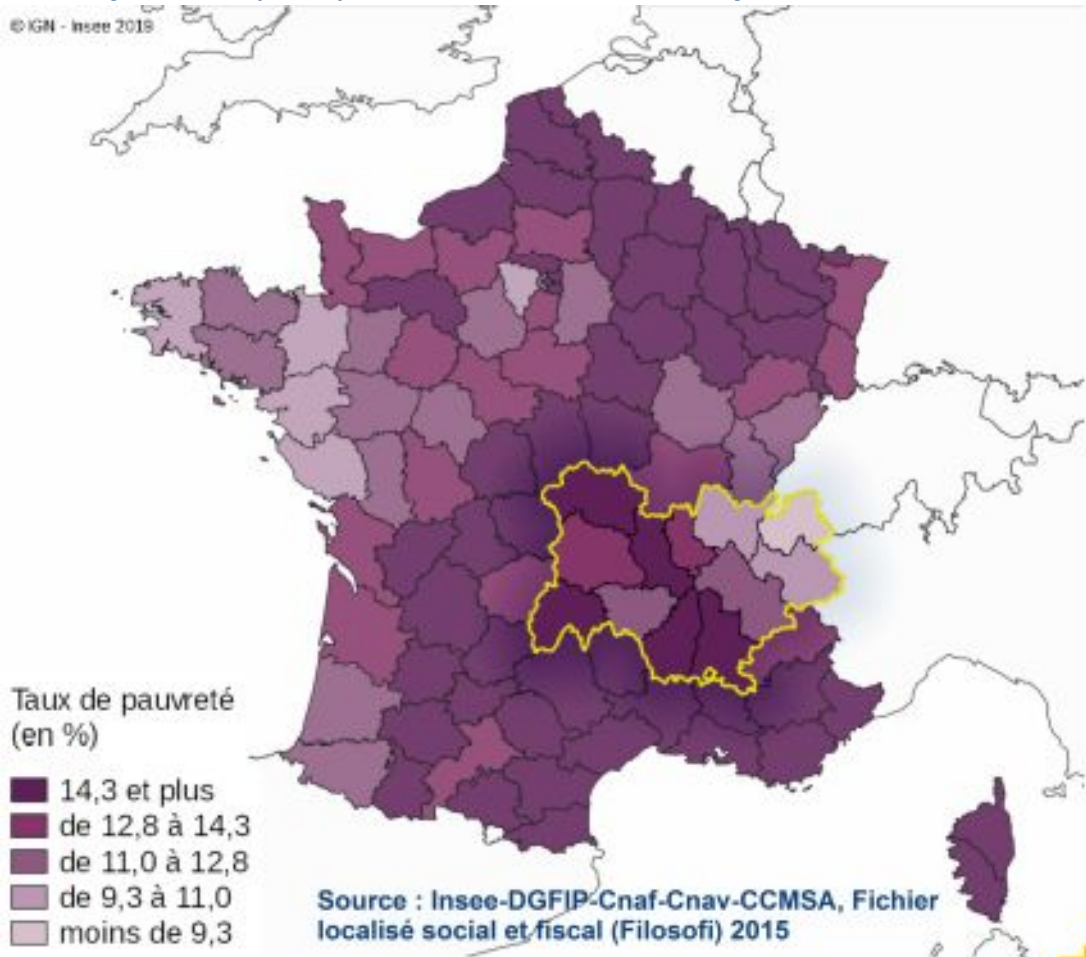 © IGN - Insee 2019
Taux de pauvreté
(en %)
14,3 et plus
de 12,8 à 14,3
de 11,0 à 12,8
de 9,3 à 11,0
moins de 9,3
Source : Insee-DGFIP-Cnaf-Cnav-CCMSA, Fichier
localisé social et fiscal (Filosofi) 2015